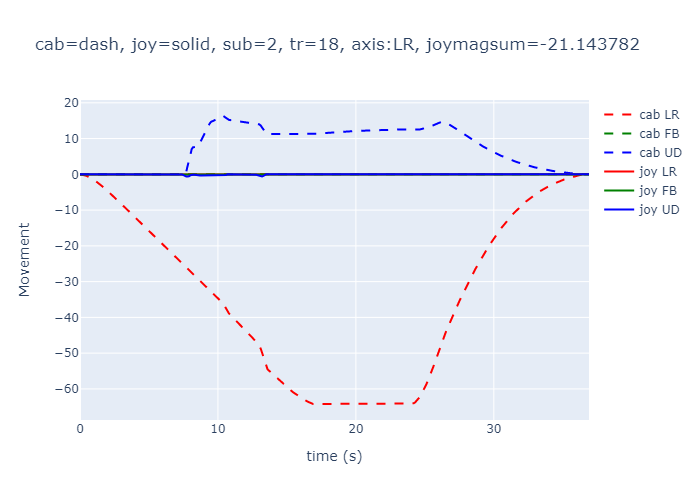 cab=dash, joy=solid, sub=2, tr=18, axis:LR, joymagsum=-21.143782
20
10
0
−10
−20
−30
−40
−50
−60
Movement
0
10
20
30
time (s)
cab LR
cab FB
cab UD
joy LR
joy FB
joy UD